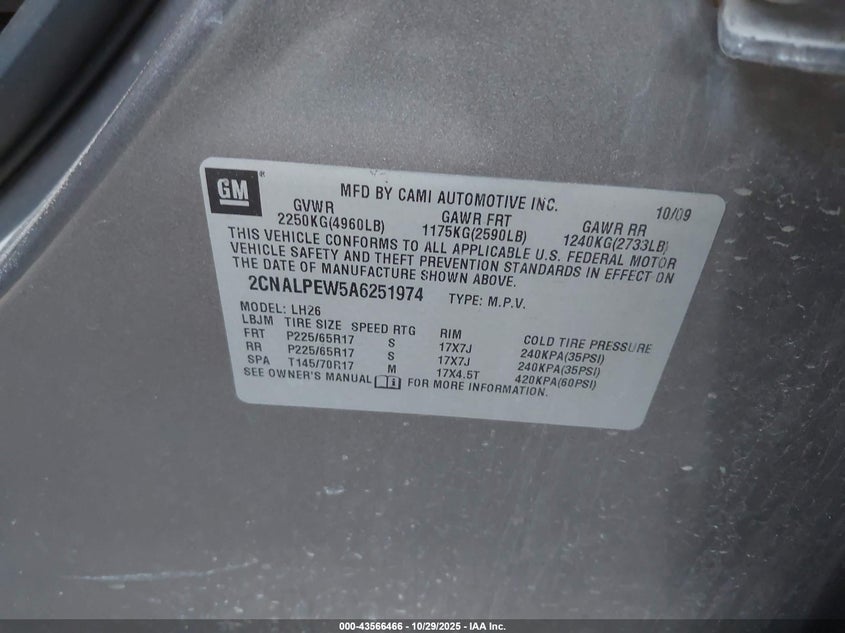 GM
MFD BY CAMI AUTOMOTIVE INC. 10/09
GVWR GAWR FRT GAWR RR
2250KG(4960LB) 1175KG(2590LB) 1240KG(2733LB)
THIS VEHICLE CONFORMS TO ALL APPLICABLE U.S. FEDERAL MOTOR
VEHICLE SAFETY AND THEFT PREVENTION STANDARDS IN EFFECT ON
THE DATE OF MANUFACTURE SHOWN ABOVE.
2CNALPEW5A6251974 TYPE: M.P.V.
MODEL: LH26
LBJM TIRE SIZE SPEED RTG RIM COLD TIRE PRESSURE
FRT P225/65R17 S 17X7J 240KPA(35PSI)
RR P225/65R17 S 17X7J 240KPA(35PSI)
SPA T145/70R17 M 17X4.5T 420KPA(60PSI)
SEE OWNER'S MANUAL FOR MORE INFORMATION.
000-43566466 - 10/29/2025 - IAA Inc.